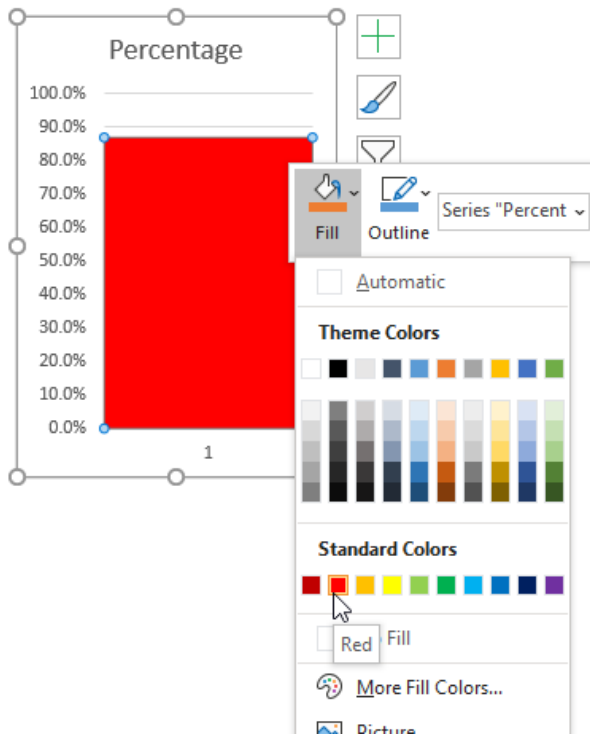 Percentage
100.0%
90.0%
80.0%
70.0%
60.0%
50.0%
40.0%
30.0%
20.0%
10.0%
0.0%
1
Fill
Outline
Series "Percent
Automatic
Theme Colors
Standard Colors
Red
Fill
More Fill Colors...
Picture